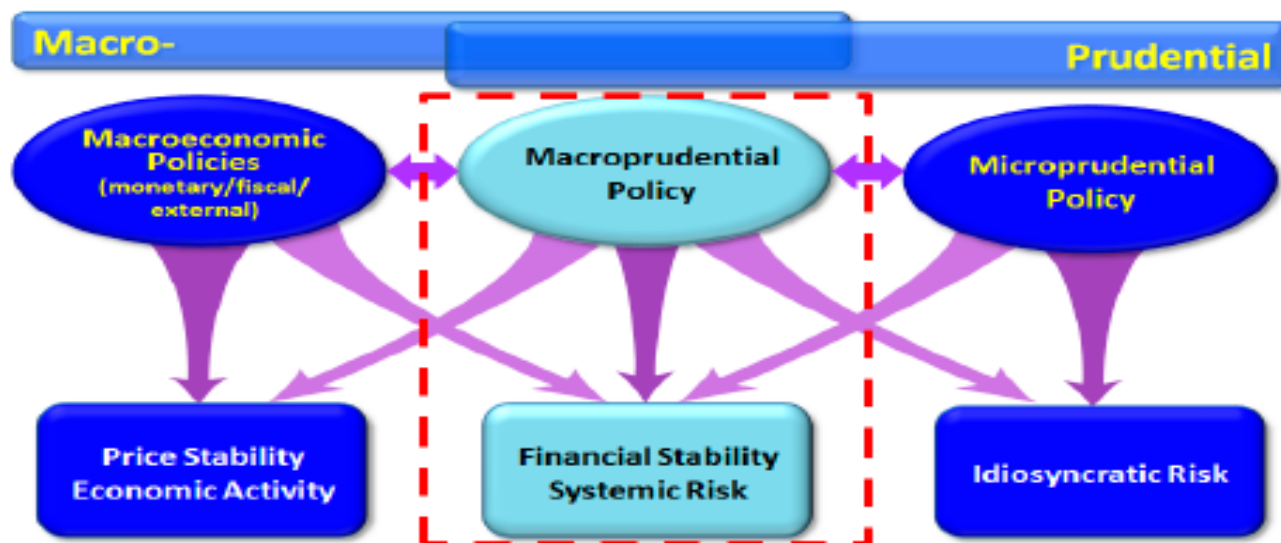 Macro-
Prudential
Macroeconomic
Policies
(monetary/fiscal/
external)
Macroprudential
Policy
Microprudential
Policy
Price Stability
Economic Activity
Financial Stability
Systemic Risk
Idiosyncratic Risk